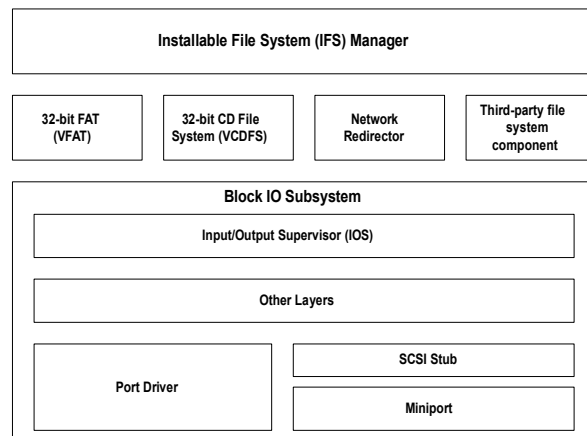 Installable File System (IFS) Manager
32-bit FAT
(VFAT)
32-bit CD File
System (VCDFS)
Network
Redirector
Third-party file
system
component
Block IO Subsystem
Input/Output Supervisor (IOS)
Other Layers
Port Driver
SCSI Stub
Miniport